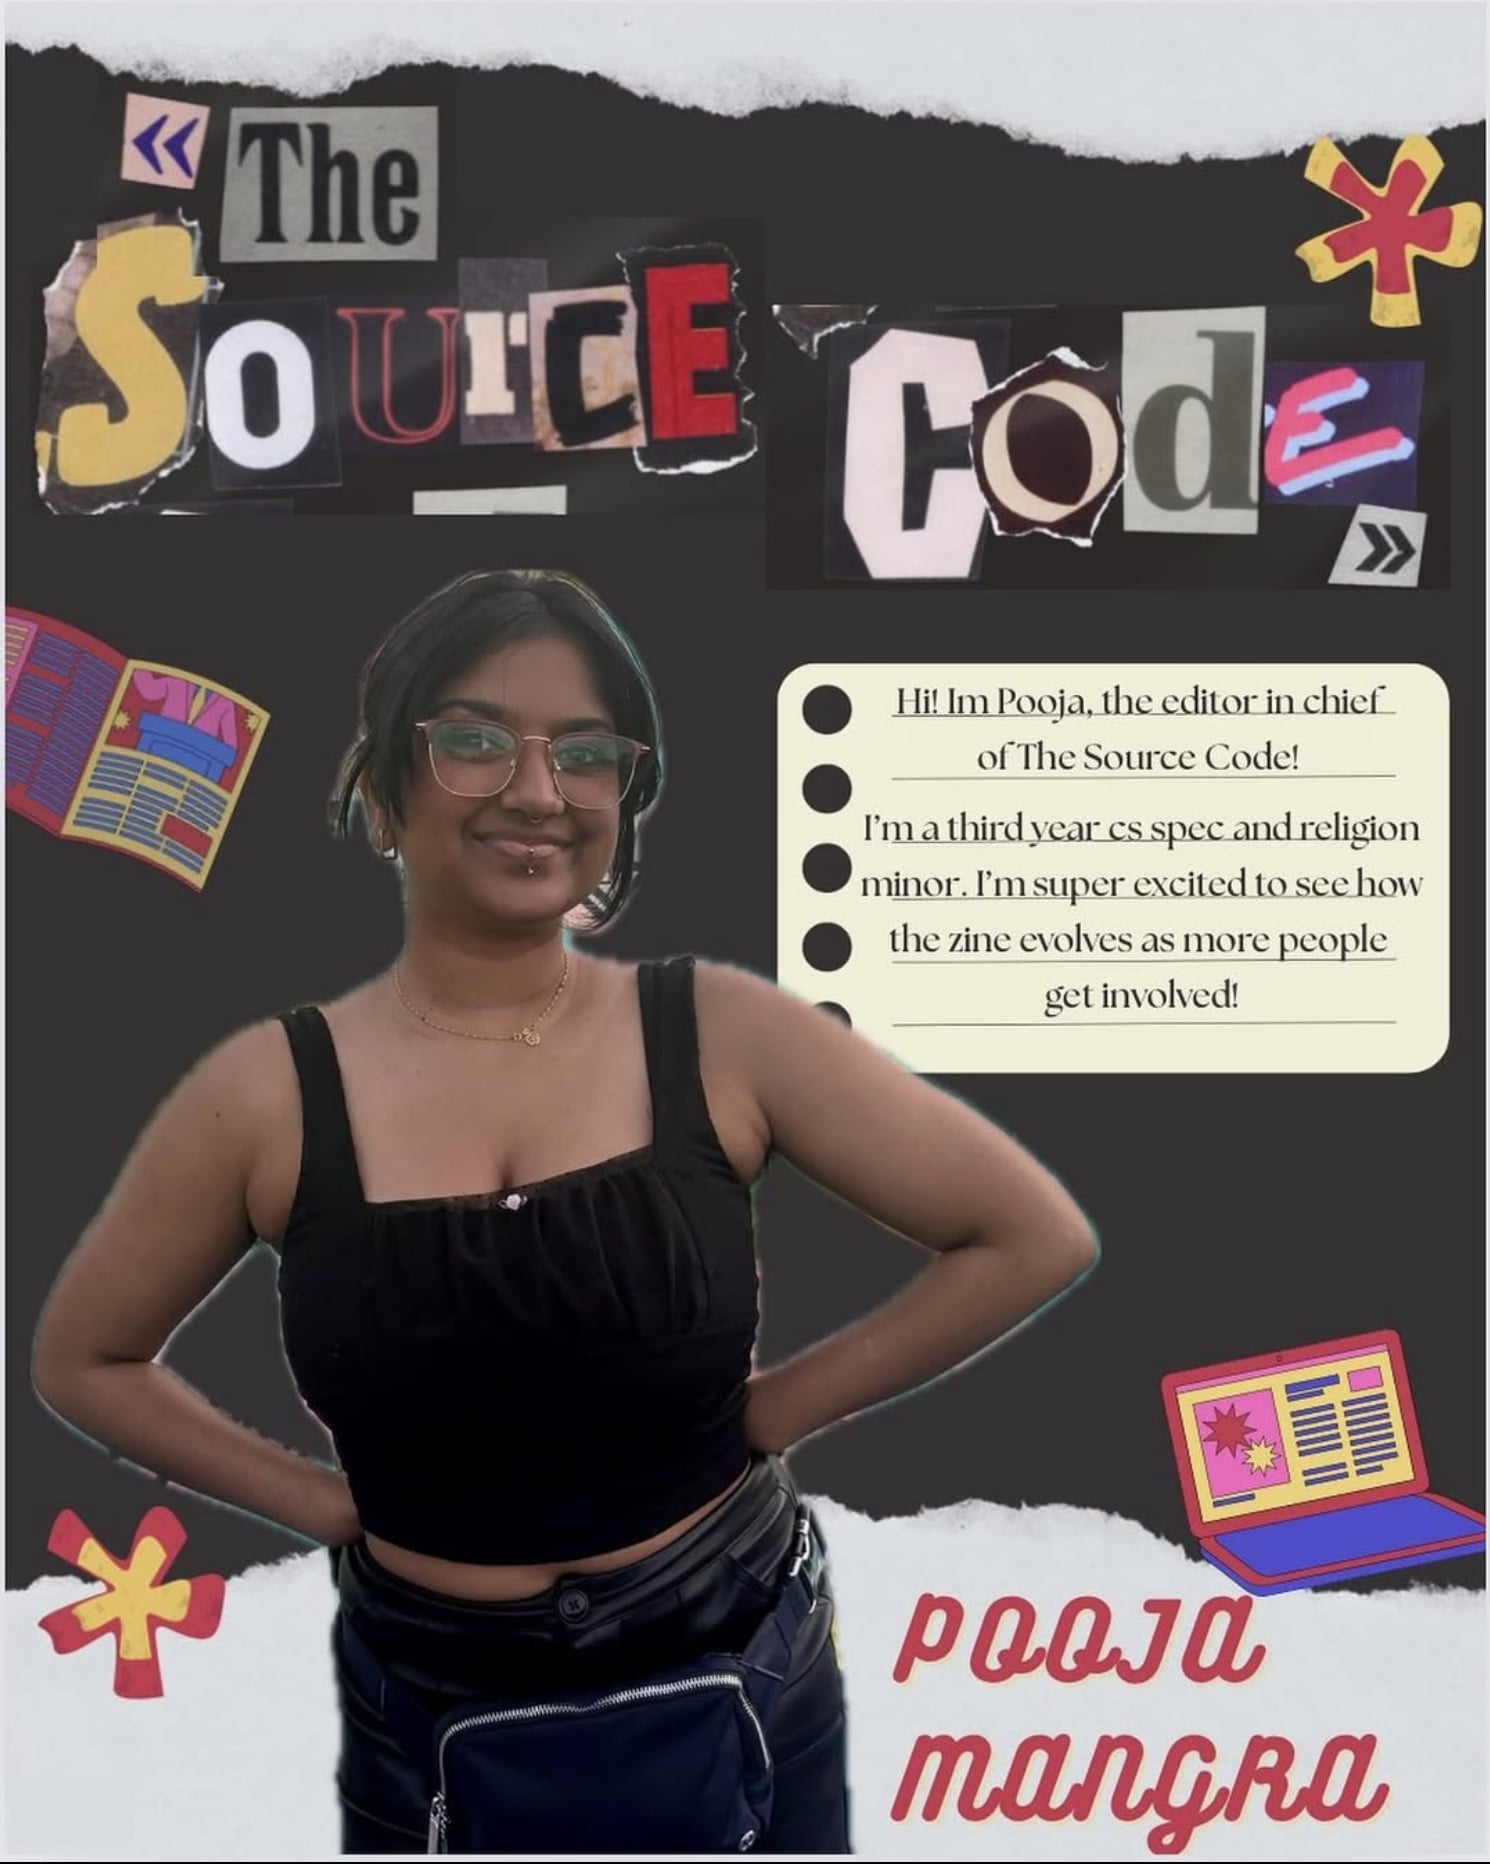 « The
SourcE
CodE
»
Hi! Im Pooja, the editor in chief
of The Source Code!
I'm a third year cs spec and religion
minor. I'm super excited to see how
the zine evolves as more people
get involved!
POOJA
MANGRA